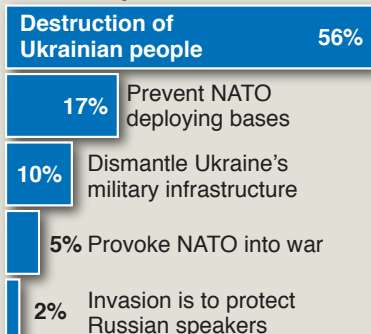 Destruction of
Ukrainian people 56%
17% Prevent NATO
deploying bases
10% Dismantle Ukraine's
military infrastructure
5% Provoke NATO into war
2% Invasion is to protect
Russian speakers